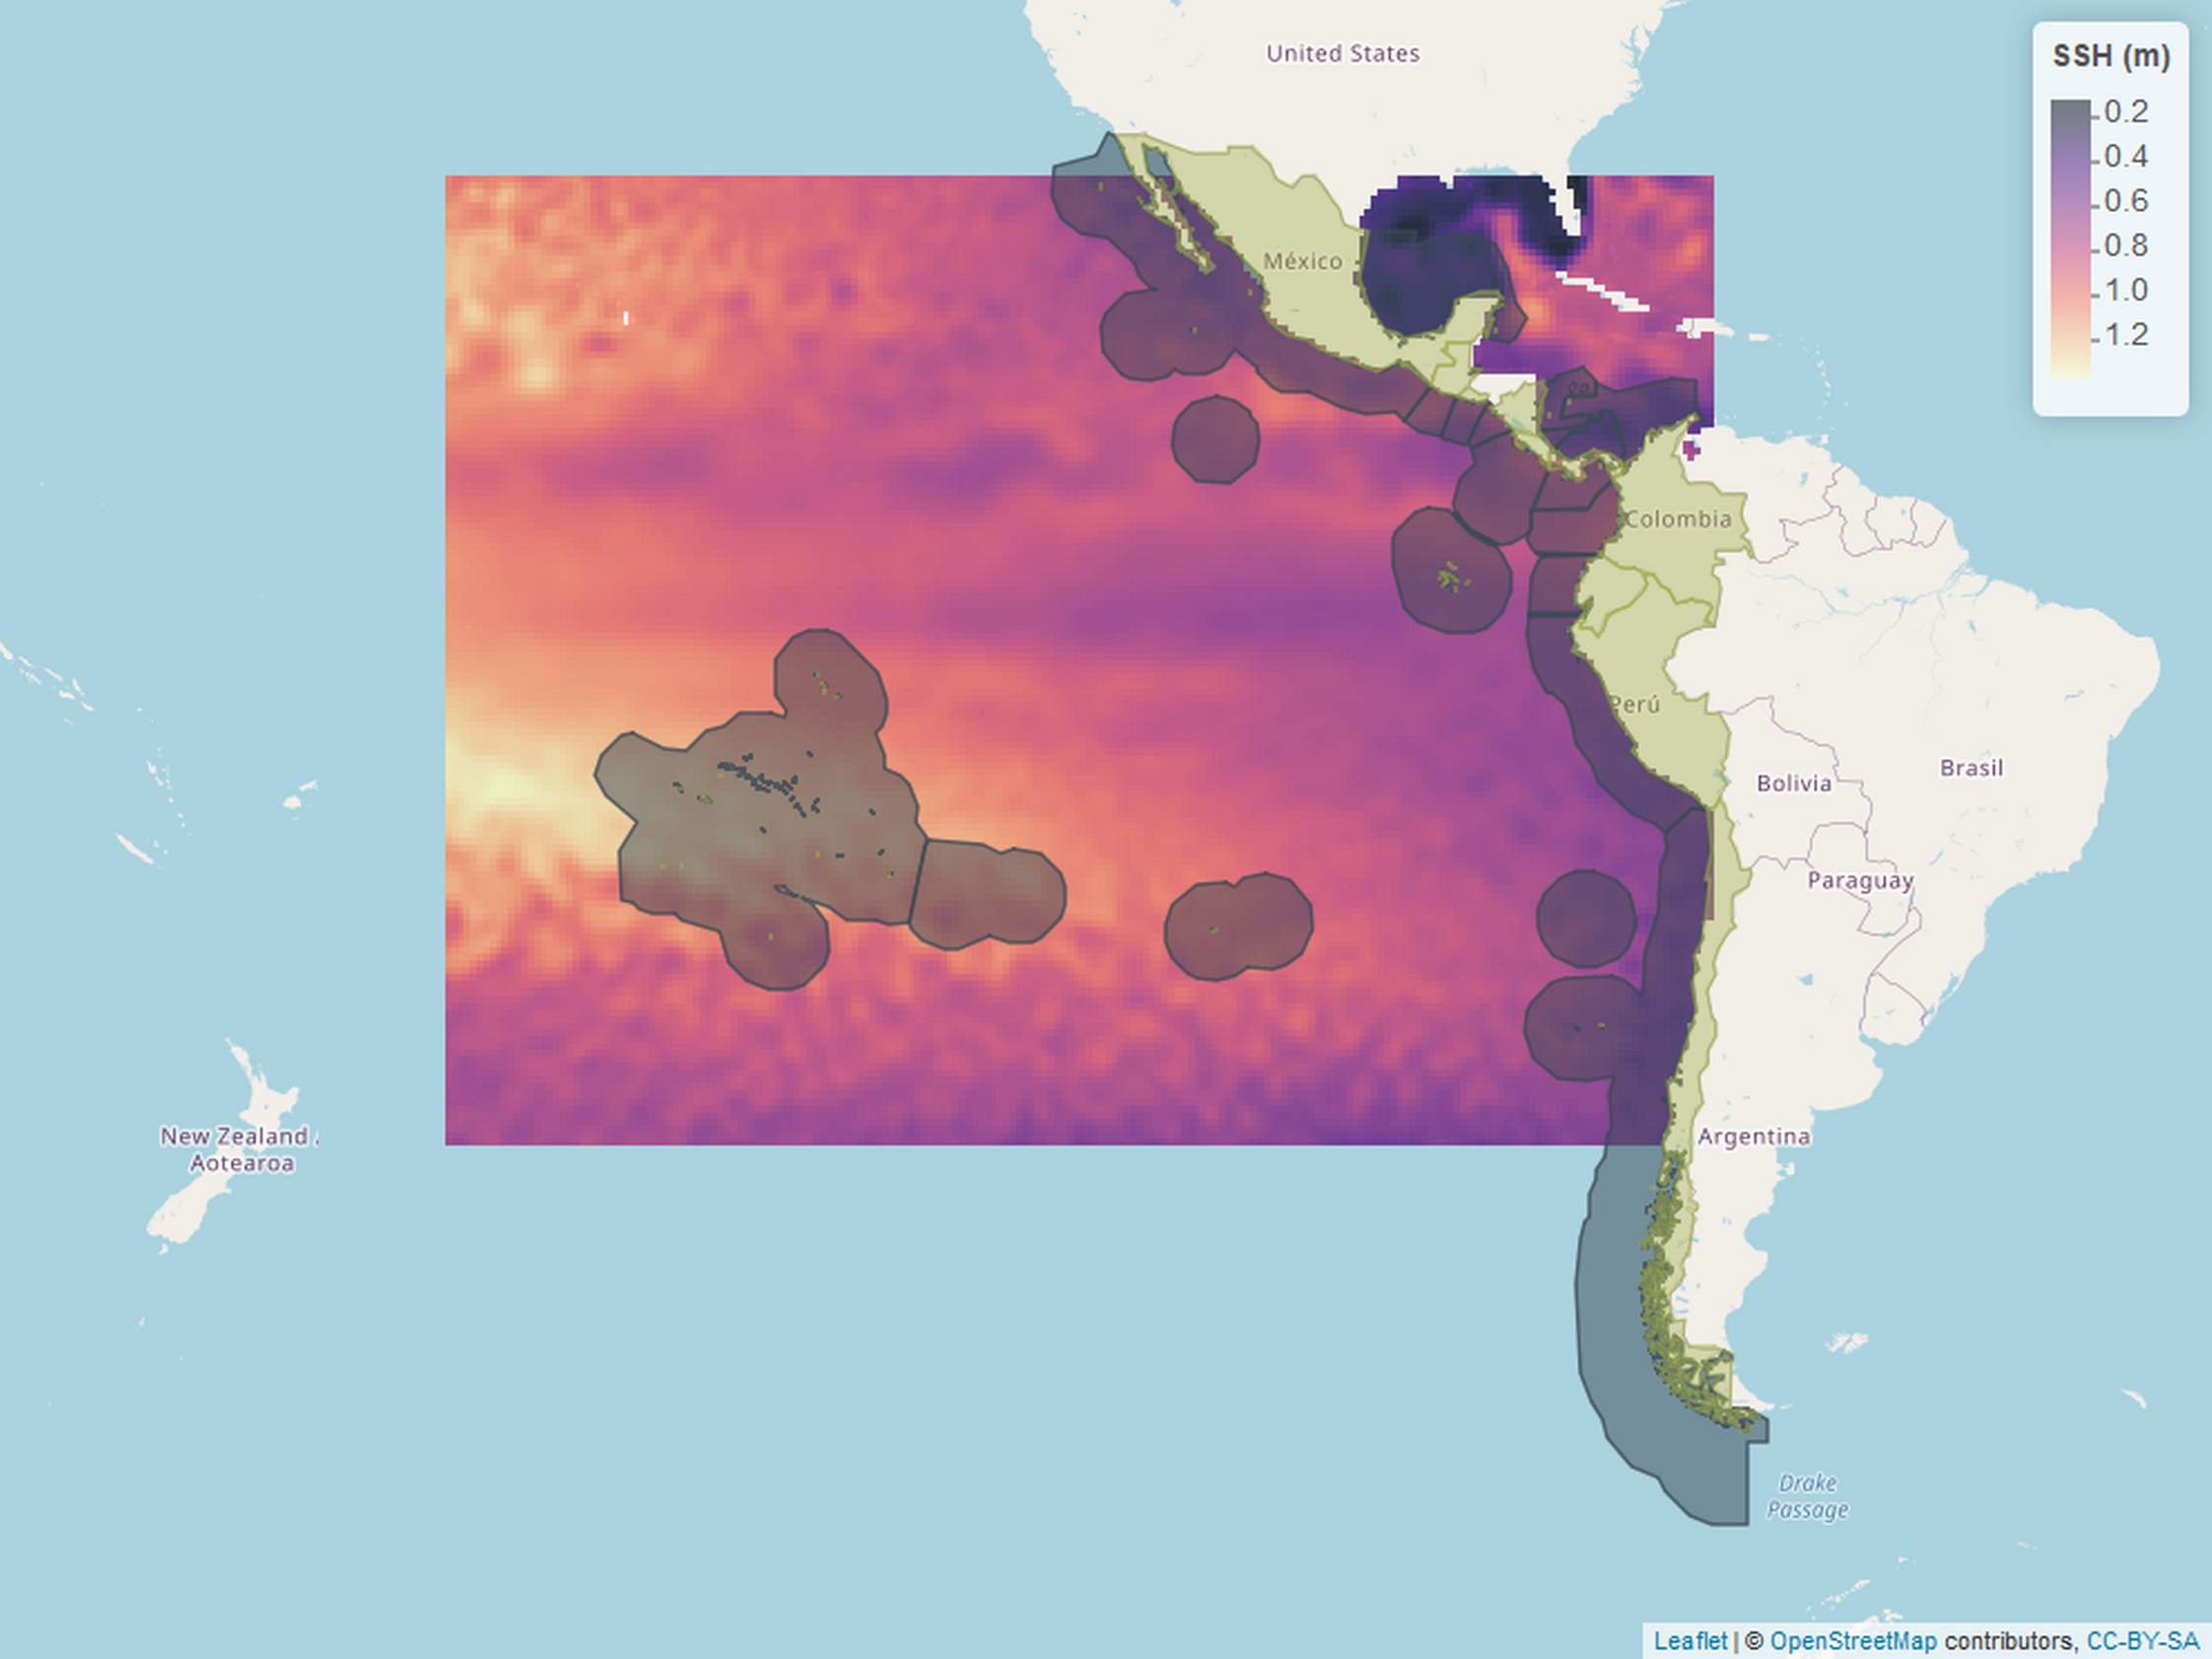 United States
SSH (m)
0.2
0.4
0.6
0.8
1.0
1.2
México
Colombia
Perú
Bolivia
Brasil
Paraguay
New Zealand
Aotearoa
Argentina
Drake
Passage
Leaflet | © OpenStreetMap contributors, CC-BY-SA